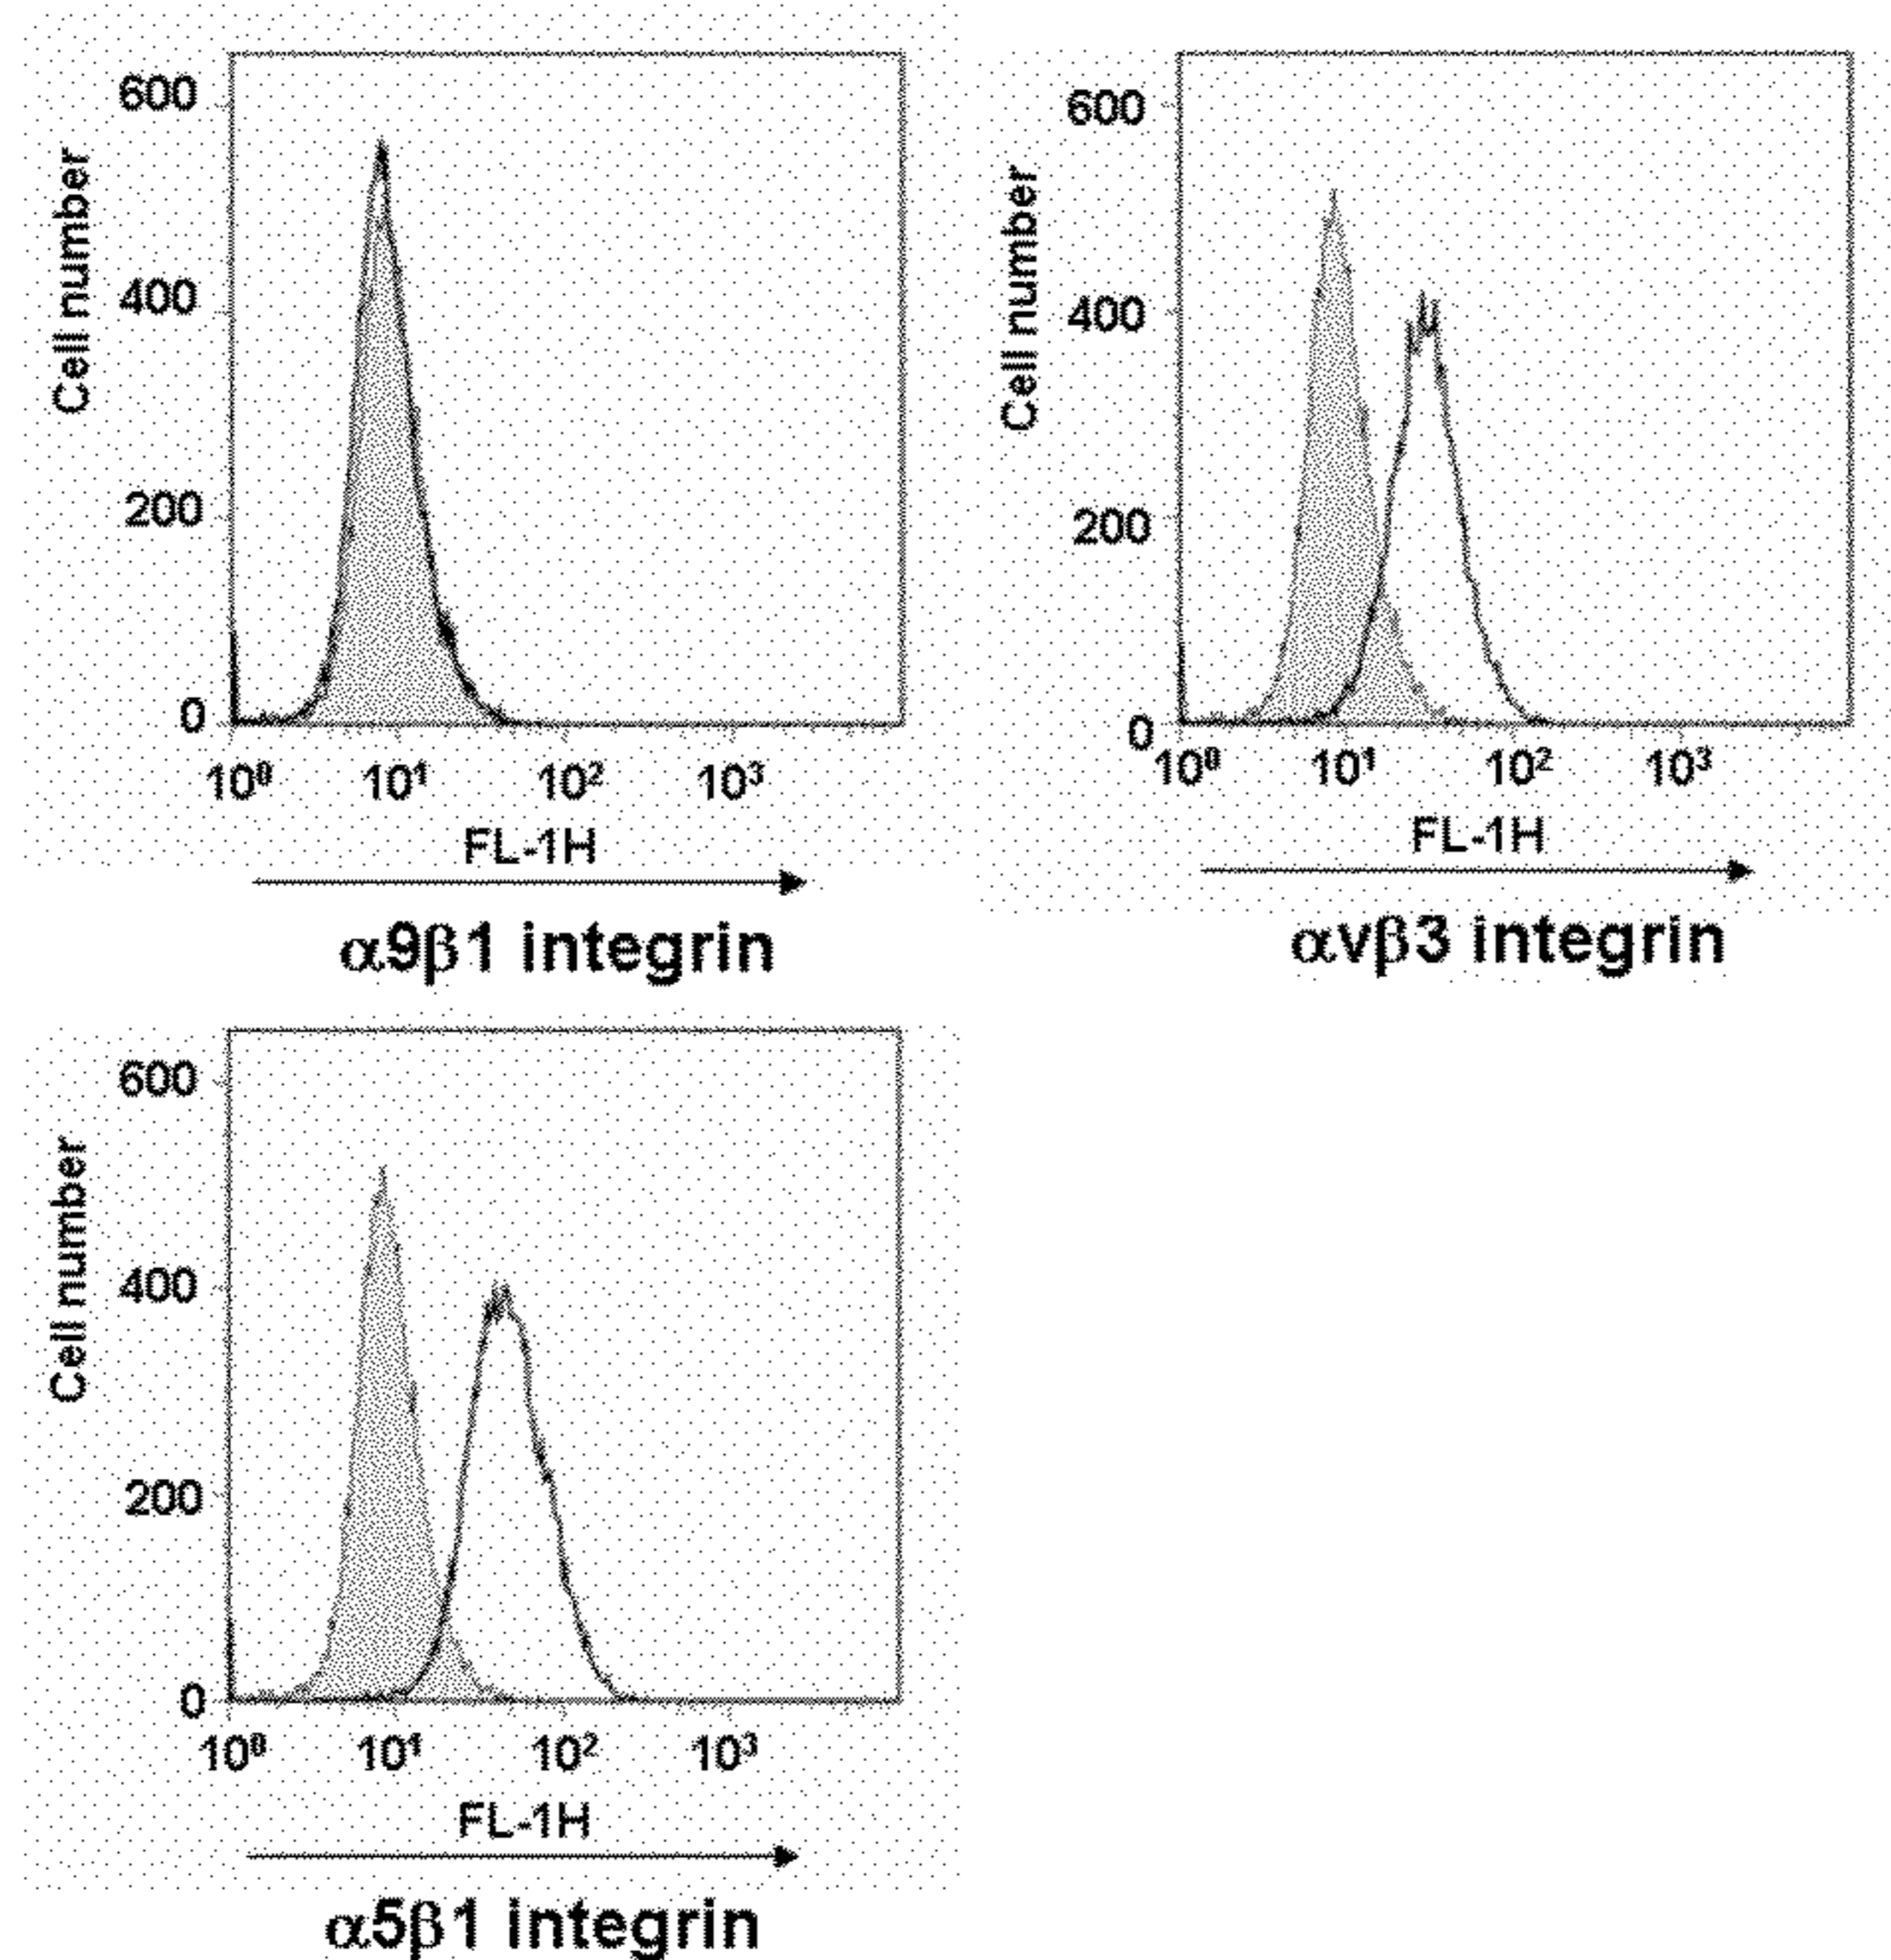 600
400
200
0
Cell number
10⁰ 10¹ 10² 10³
FL-1H
α9β1 integrin
600
400
200
0
Cell number
10⁰ 10¹ 10² 10³
FL-1H
αvβ3 integrin
600
400
200
0
Cell number
10⁰ 10¹ 10² 10³
FL-1H
α5β1 integrin